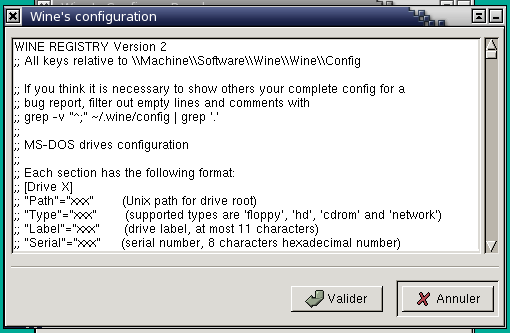 Wine's configuration
WINE REGISTRY Version 2
;; All keys relative to \\Machine\\Software\\Wine\\Wine\\Config
;; If you think it is necessary to show others your complete config for a
;; bug report, filter out empty lines and comments with
;; grep -v "^;" ~/.wine/config | grep '.'
;;
;; MS-DOS drives configuration
;;
;; Each section has the following format:
;; [Drive X]
;; "Path"="xxx" (Unix path for drive root)
;; "Type"="xxx" (supported types are 'floppy', 'hd', 'cdrom' and 'network')
;; "Label"="xxx" (drive label, at most 11 characters)
;; "Serial"="xxx" (serial number, 8 characters hexadecimal number)
Valider
Annuler